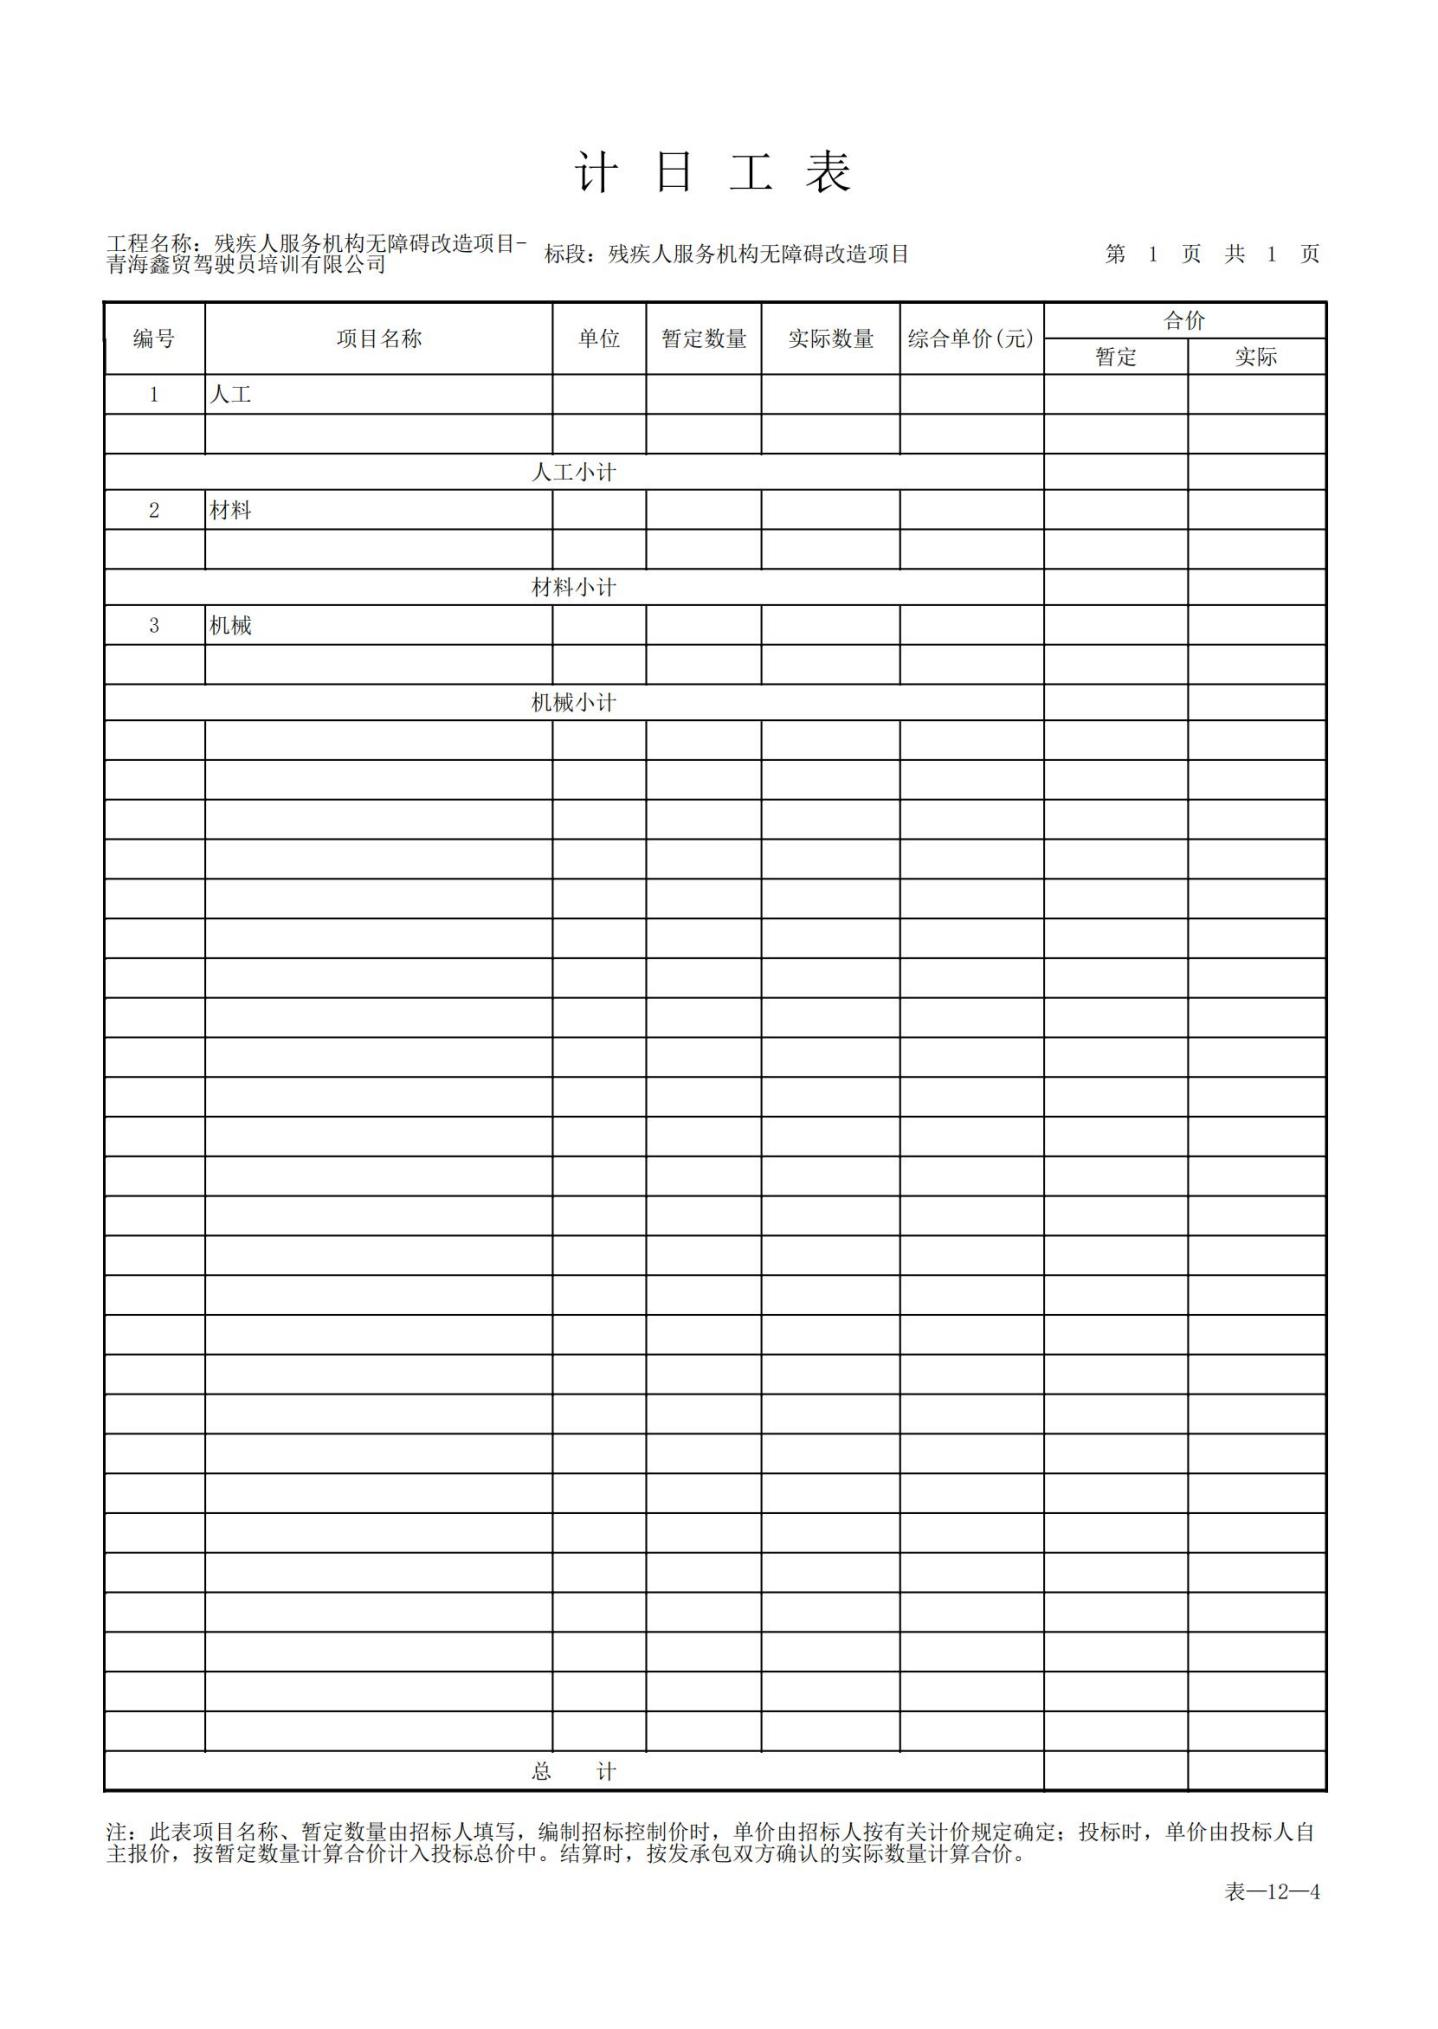 计 日 工 表
工程名称：残疾人服务机构无障碍改造项目-
青海鑫贸驾驶员培训有限公司
标段：残疾人服务机构无障碍改造项目
第 1 页 共 1 页
编号 项目名称 单位 暂定数量 实际数量 综合单价(元) 合价
暂定 实际
1 人工
人工小计
2 材料
材料小计
3 机械
机械小计
总 计
注：此表项目名称、暂定数量由招标人填写，编制招标控制价时，单价由招标人按有关计价规定确定；投标时，单价由投标人自
主报价，按暂定数量计算合价计入投标总价中。结算时，按发承包双方确认的实际数量计算合价。
表—12—4